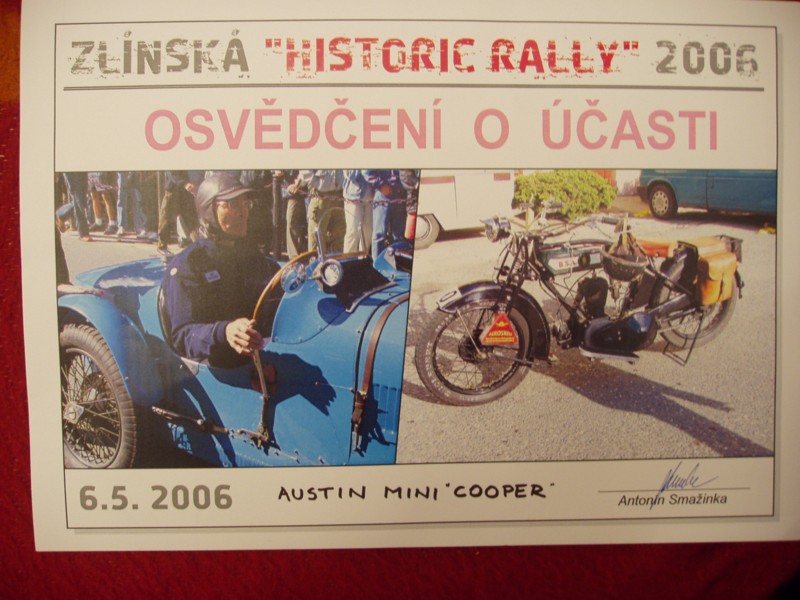 ZLÍNSKÁ "HISTORIC RALLY" 2006
OSVĚDČENÍ O ÚČASTI
6.5. 2006
AUSTIN MINI "COOPER"
Antonín Smažinka